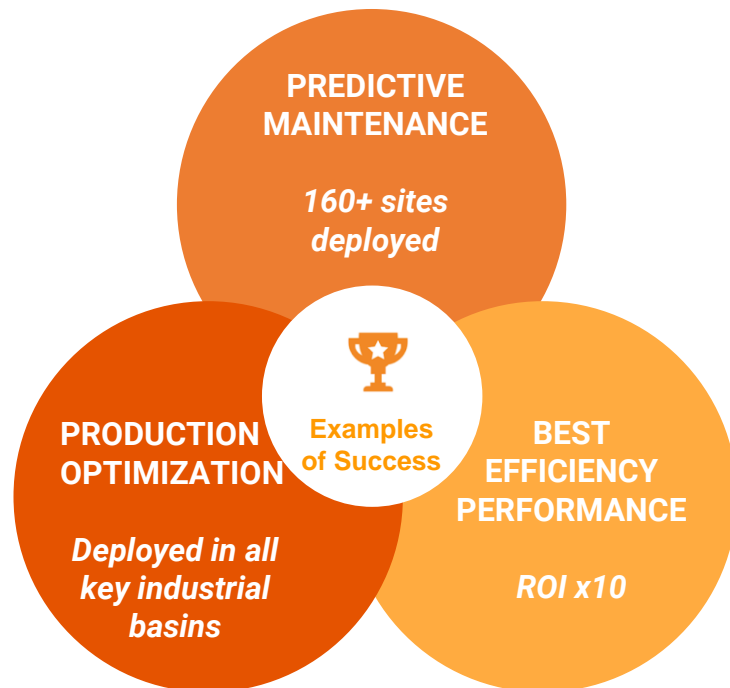 PREDICTIVE
MAINTENANCE
160+ sites
deployed
Examples
of Success
PRODUCTION
OPTIMIZATION
Deployed in all
key industrial
basins
BEST
EFFICIENCY
PERFORMANCE
ROI x10